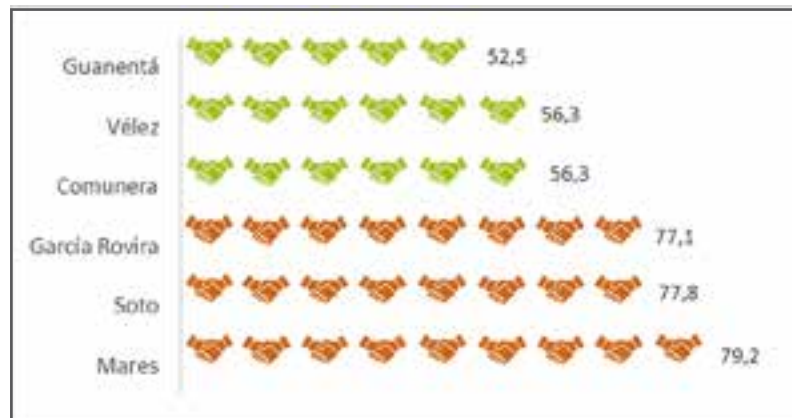 Guanentá 52,5
Vélez 56,3
Comunera 56,3
García Rovira 77,1
Soto 77,8
Mares 79,2